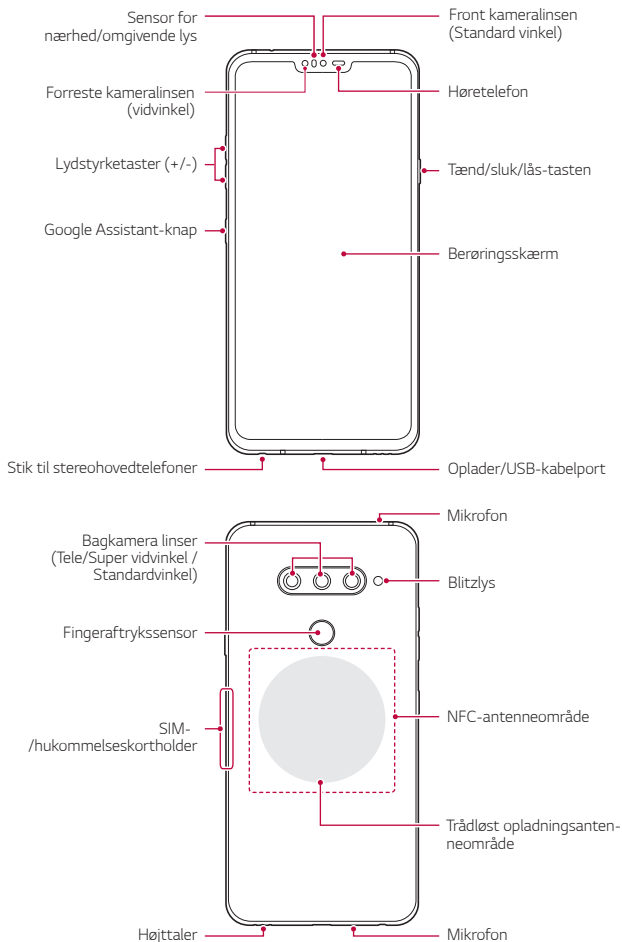 Sensor for
nærhed/omgivende lys
Front kameralinsen
(Standard vinkel)
Forreste kameralinsen
(vidvinkel)
Høretelefon
Lydstyrketaster (+/-)
Tænd/sluk/lås-tasten
Google Assistant-knap
Berøringsskærm
Stik til stereohovedtelefoner
Oplader/USB-kabelport
Mikrofon
Bagkamera linser
(Tele/Super vidvinkel /
Standardvinkel)
Blitzlys
Fingeraftrykssensor
NFC-antenneområde
SIM-
/hukommelseskortholder
Trådløst opladningsanten-
neområde
Højttaler
Mikrofon